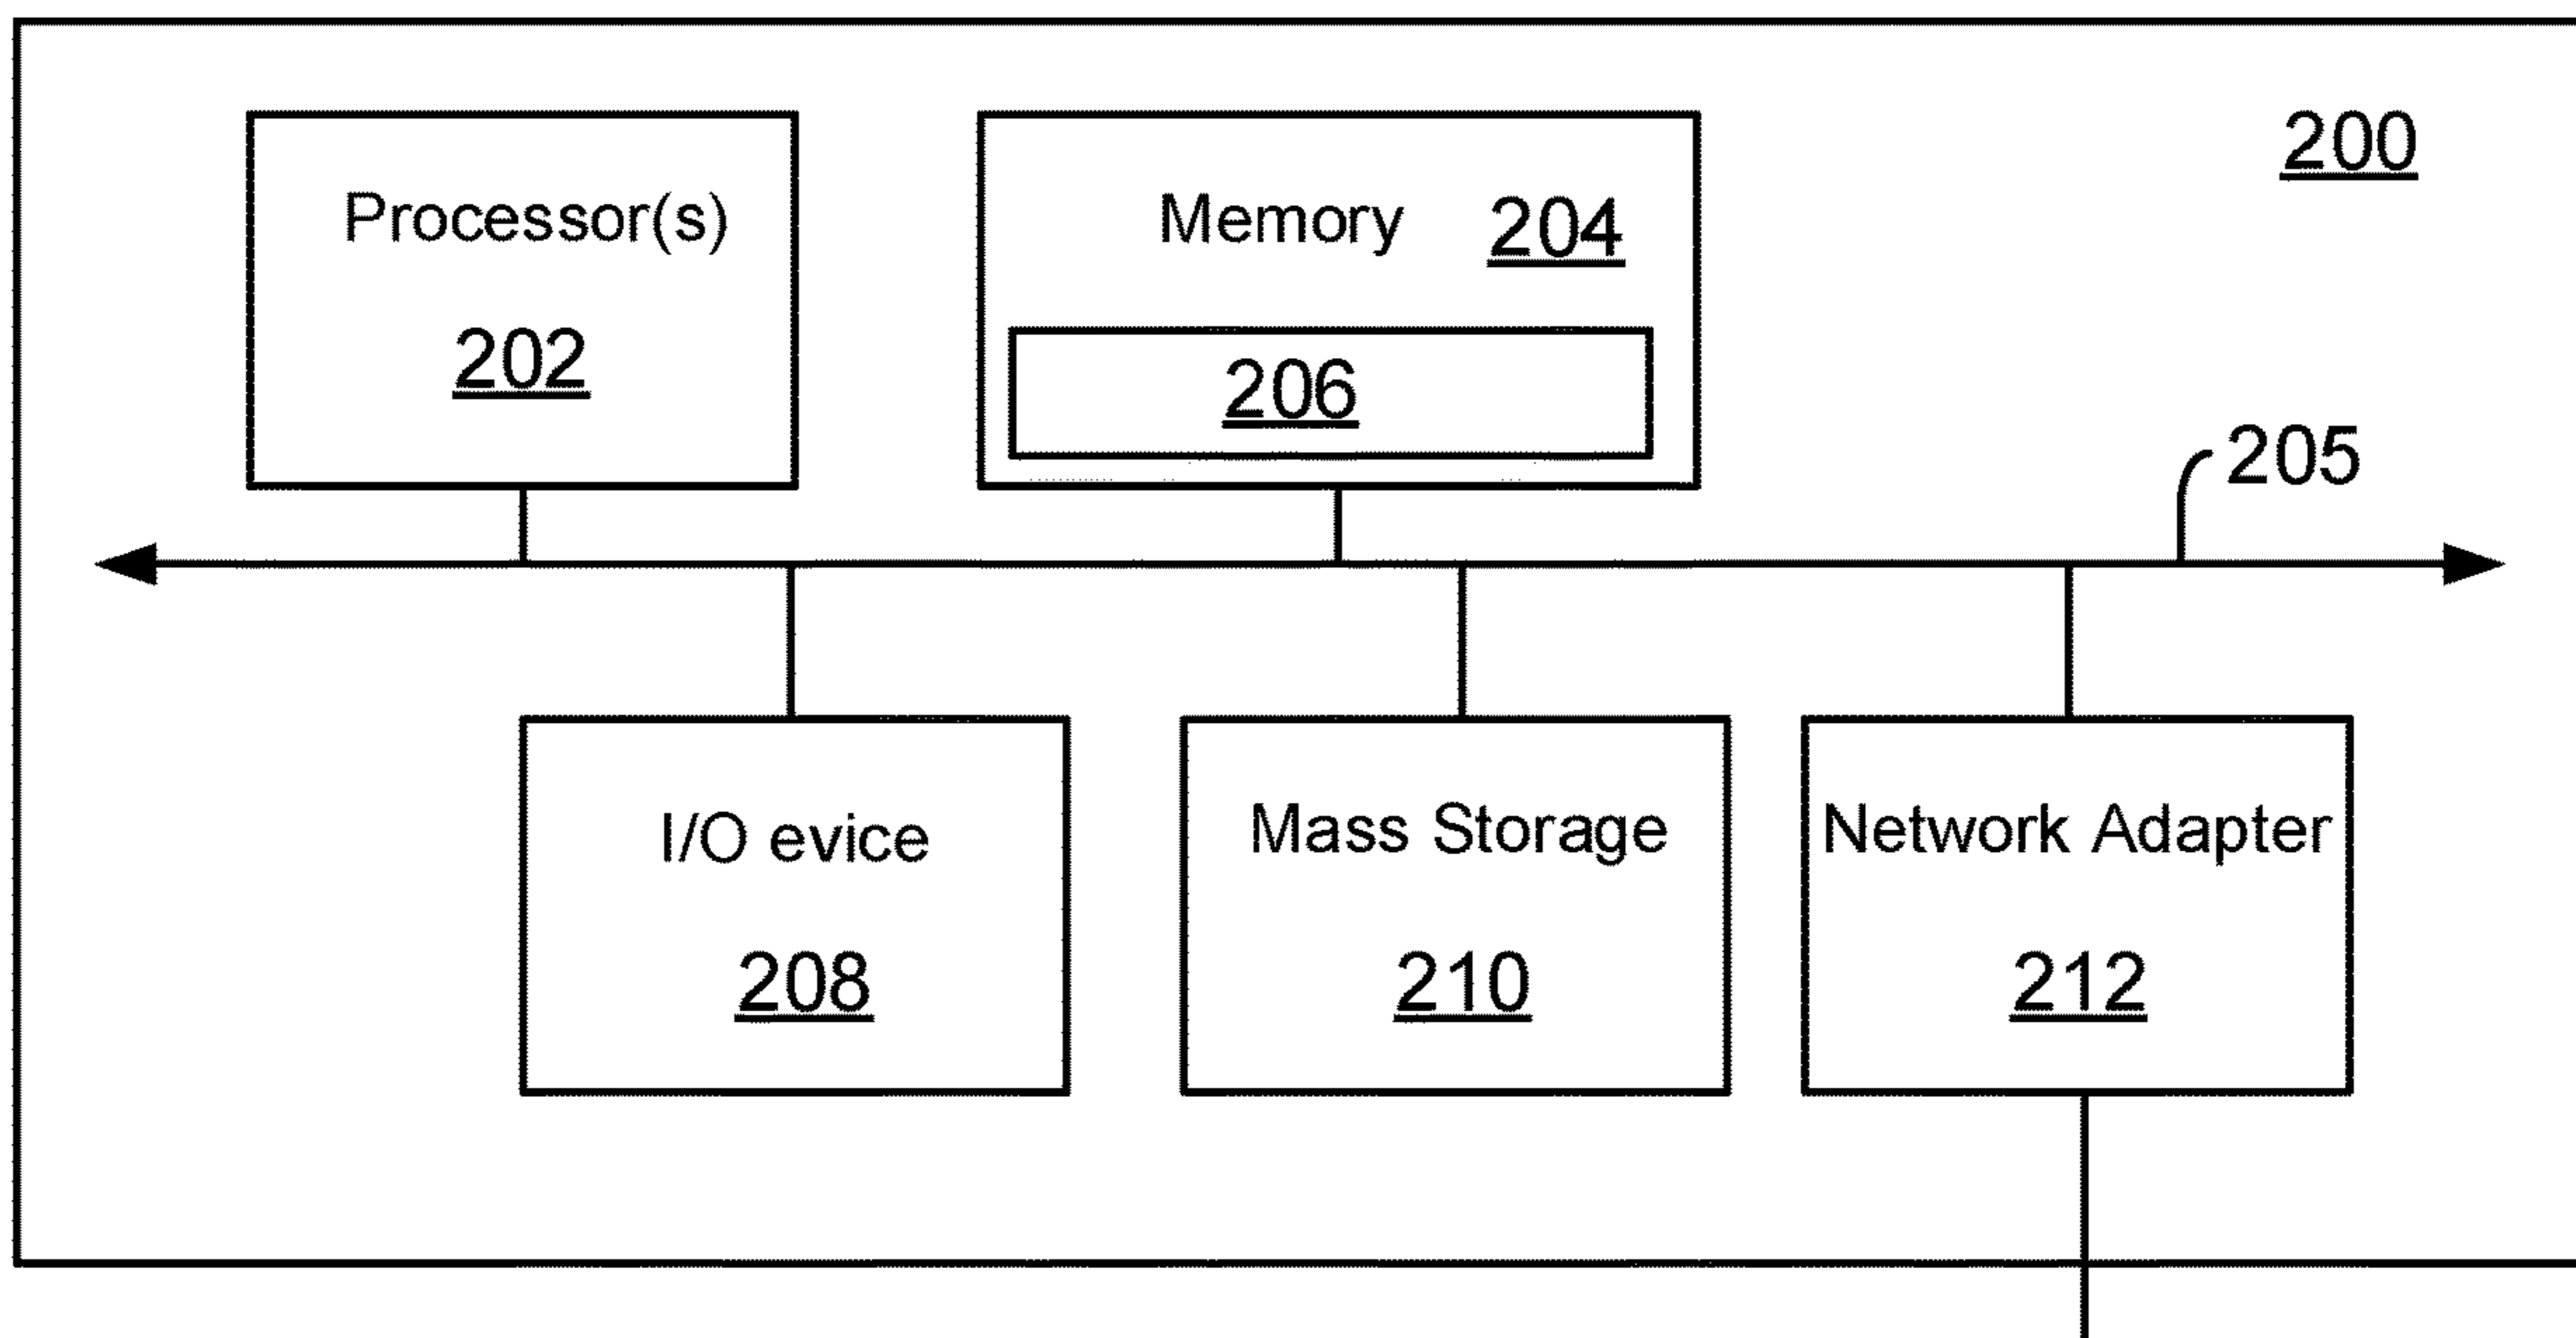 200
Processor(s)
202
Memory 204
206
205
I/O evice
208
Mass Storage
210
Network Adapter
212